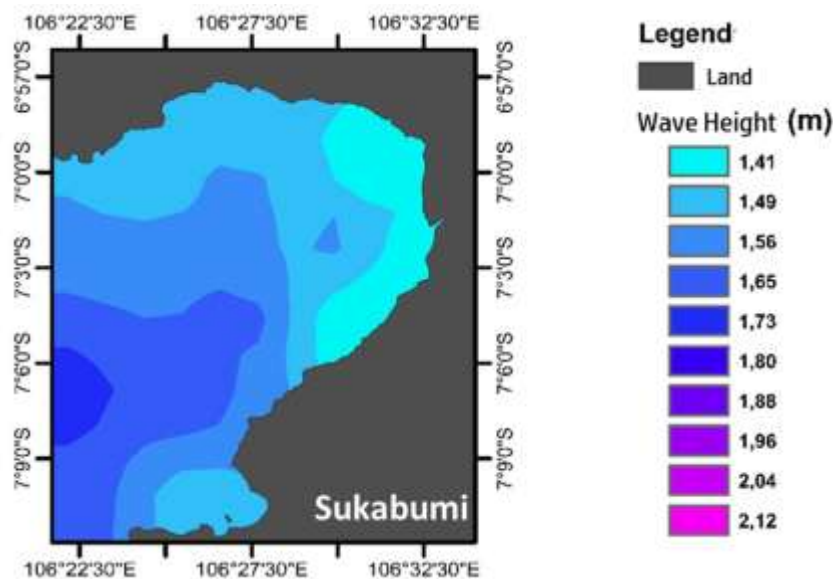 106°22'30"E 106°27'30"E 106°32'30"E
6°57'0"S
7°0'0"S
7°3'0"S
7°6'0"S
7°9'0"S
6°57'0"S
7°0'0"S
7°3'0"S
7°6'0"S
7°9'0"S
Sukabumi
106°22'30"E 106°27'30"E 106°32'30"E
Legend
Land
Wave Height (m)
1,41
1,49
1,56
1,65
1,73
1,80
1,88
1,96
2,04
2,12